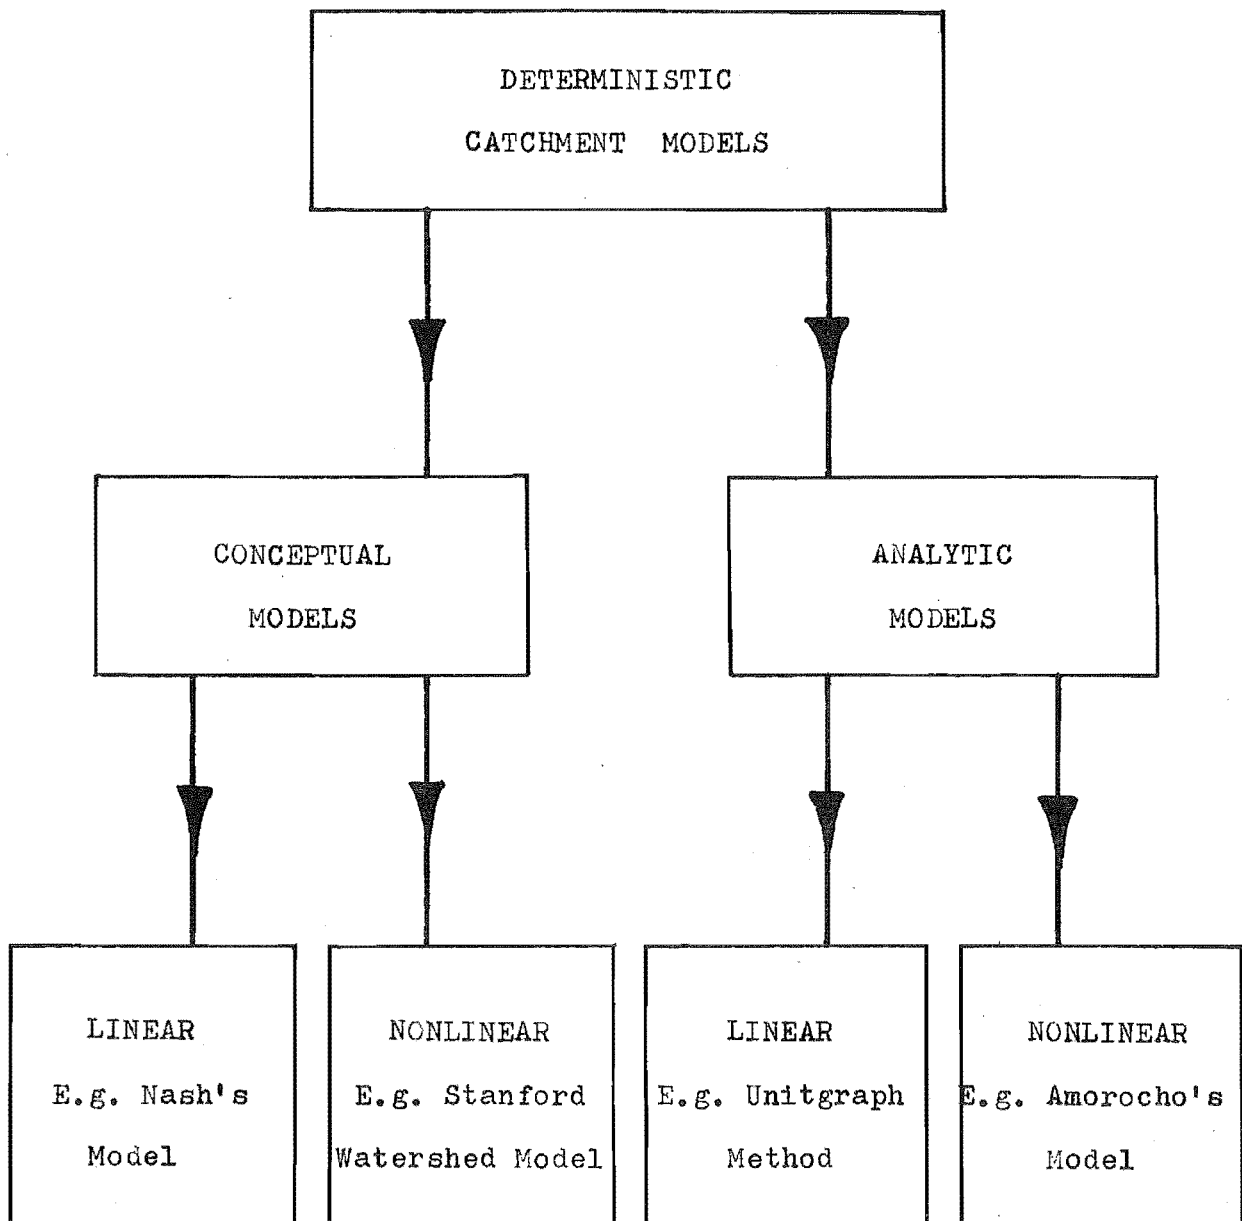 DETERMINISTIC
CATCHMENT MODELS
CONCEPTUAL
MODELS
ANALYTIC
MODELS
LINEAR
E.g. Nash's
Model
NONLINEAR
E.g. Stanford
Watershed Model
LINEAR
E.g. Unitgraph
Method
NONLINEAR
E.g. Amorocho's
Model